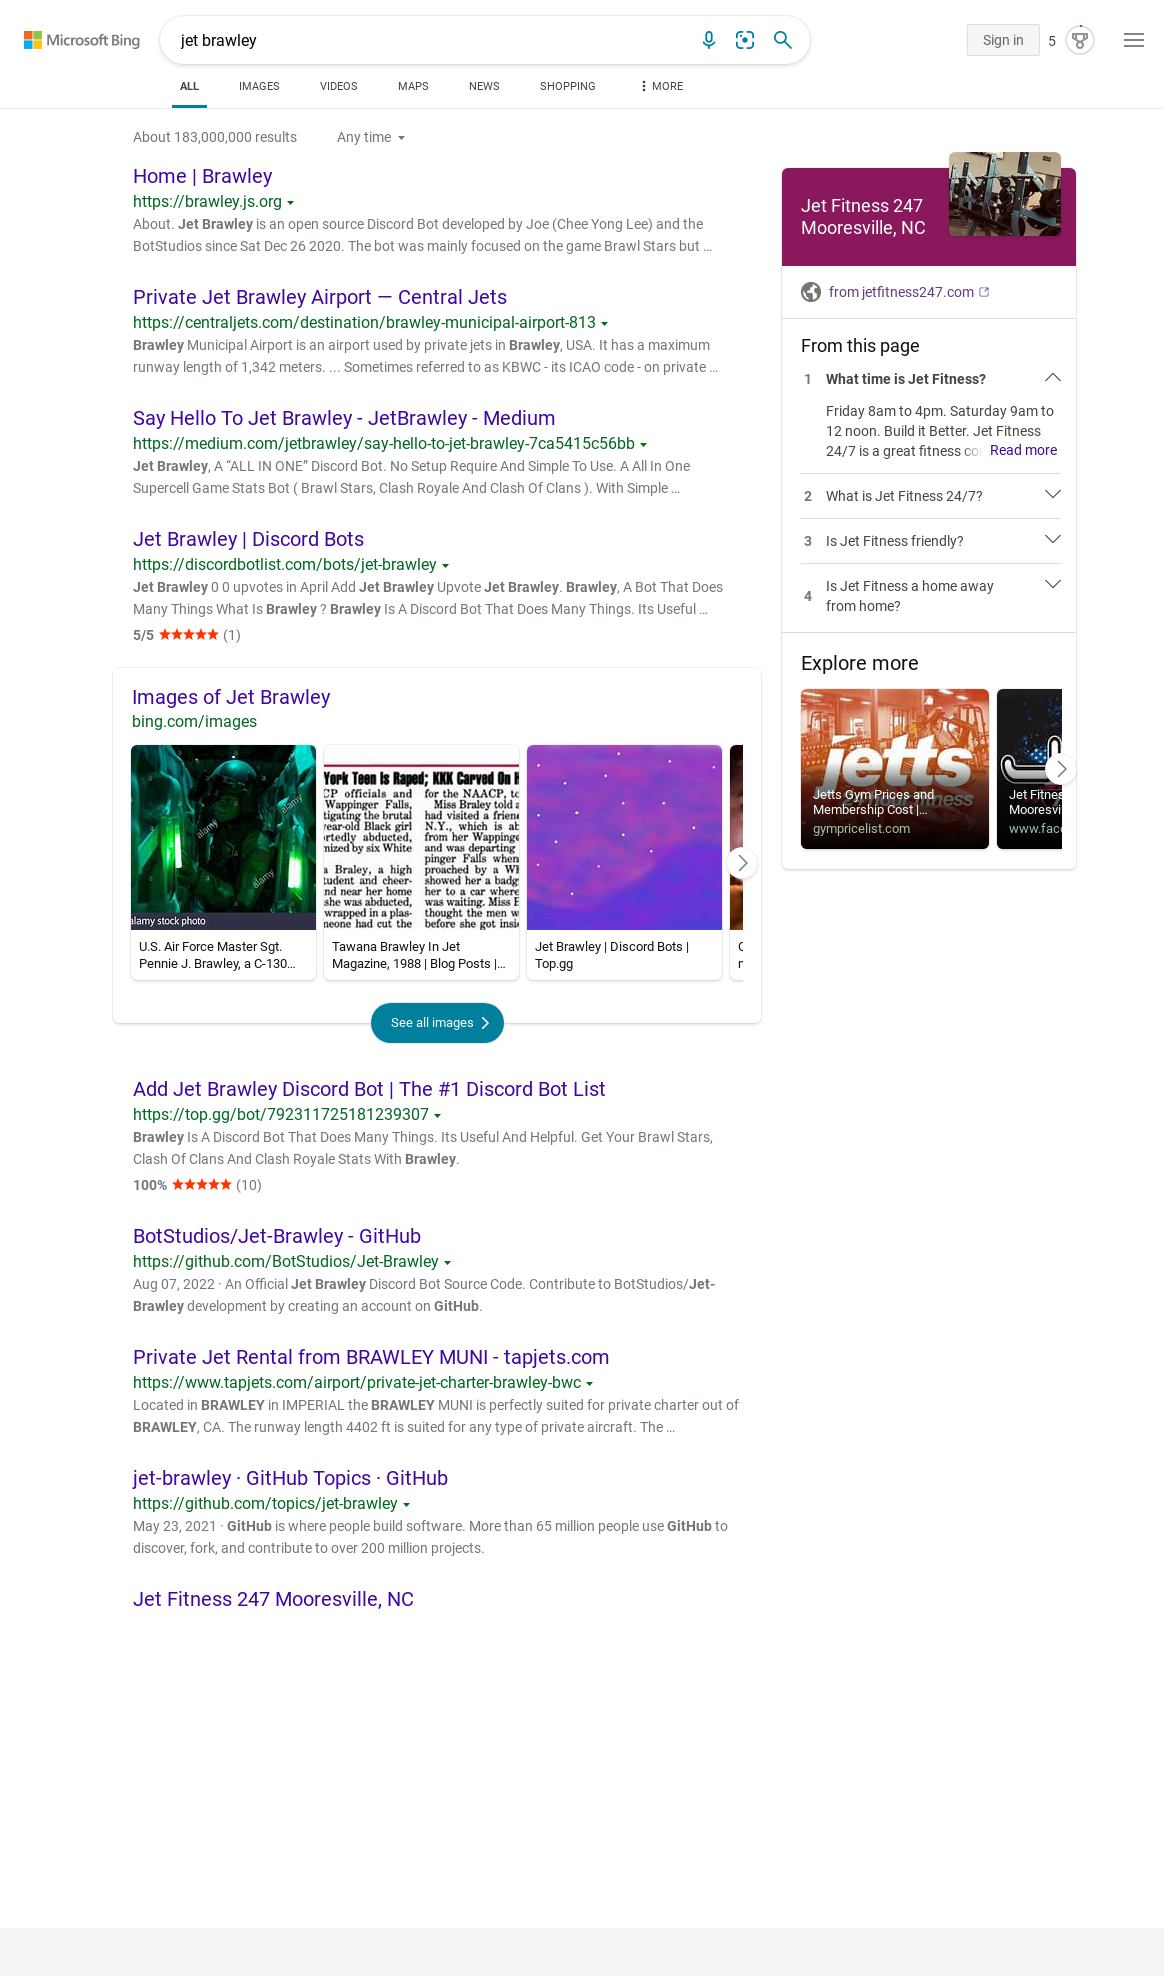 Microsoft Bing
jet brawley
Sign in
5
ALL
IMAGES
VIDEOS
MAPS
NEWS
SHOPPING
MORE
About 183,000,000 results
Any time
Home | Brawley
https://brawley.js.org
About. Jet Brawley is an open source Discord Bot developed by Joe (Chee Yong Lee) and the
BotStudios since Sat Dec 26 2020. The bot was mainly focused on the game Brawl Stars but …
Private Jet Brawley Airport — Central Jets
https://centraljets.com/destination/brawley-municipal-airport-813
Brawley Municipal Airport is an airport used by private jets in Brawley, USA. It has a maximum
runway length of 1,342 meters. ... Sometimes referred to as KBWC - its ICAO code - on private …
Say Hello To Jet Brawley - JetBrawley - Medium
https://medium.com/jetbrawley/say-hello-to-jet-brawley-7ca5415c56bb
Jet Brawley, A “ALL IN ONE” Discord Bot. No Setup Require And Simple To Use. A All In One
Supercell Game Stats Bot ( Brawl Stars, Clash Royale And Clash Of Clans ). With Simple …
Jet Brawley | Discord Bots
https://discordbotlist.com/bots/jet-brawley
Jet Brawley 0 0 upvotes in April Add Jet Brawley Upvote Jet Brawley. Brawley, A Bot That Does
Many Things What Is Brawley ? Brawley Is A Discord Bot That Does Many Things. Its Useful …
5/5 ★★★★★ (1)
Images of Jet Brawley
bing.com/images
alamy
alamy
alamy
alamy stock photo
U.S. Air Force Master Sgt.
Pennie J. Brawley, a C-130…
York Teen Is Raped; KKK Carved On H
CP officials and
Wappinger Falls,
tigating the brutal
year-old Black girl
ortedly abducted,
mized by six White
a Braley, a high
tudent and cheer-
nd near her home
she was abducted,
wrapped in a plas-
meone had cut the
for the NAACP, to
Miss Braley told a
had visited a friend
N.Y., which is ab
from her Wapping
and was departing
pinger Falls when
proached by a Wh
showed her a badg
her to a car where
was waiting. Miss B
thought the men w
before she got insi
Tawana Brawley In Jet
Magazine, 1988 | Blog Posts |…
Jet Brawley | Discord Bots |
Top.gg
See all images
Add Jet Brawley Discord Bot | The #1 Discord Bot List
https://top.gg/bot/792311725181239307
Brawley Is A Discord Bot That Does Many Things. Its Useful And Helpful. Get Your Brawl Stars,
Clash Of Clans And Clash Royale Stats With Brawley.
100% ★★★★★ (10)
BotStudios/Jet-Brawley - GitHub
https://github.com/BotStudios/Jet-Brawley
Aug 07, 2022 · An Official Jet Brawley Discord Bot Source Code. Contribute to BotStudios/Jet-
Brawley development by creating an account on GitHub.
Private Jet Rental from BRAWLEY MUNI - tapjets.com
https://www.tapjets.com/airport/private-jet-charter-brawley-bwc
Located in BRAWLEY in IMPERIAL the BRAWLEY MUNI is perfectly suited for private charter out of
BRAWLEY, CA. The runway length 4402 ft is suited for any type of private aircraft. The …
jet-brawley · GitHub Topics · GitHub
https://github.com/topics/jet-brawley
May 23, 2021 · GitHub is where people build software. More than 65 million people use GitHub to
discover, fork, and contribute to over 200 million projects.
Jet Fitness 247 Mooresville, NC
Jet Fitness 247
Mooresville, NC
from jetfitness247.com
From this page
1 What time is Jet Fitness?
Friday 8am to 4pm. Saturday 9am to
12 noon. Build it Better. Jet Fitness
24/7 is a great fitness co Read more
2 What is Jet Fitness 24/7?
3 Is Jet Fitness friendly?
4 Is Jet Fitness a home away
from home?
Explore more
jetts
24 hour fitness
Jetts Gym Prices and
Membership Cost |…
gympricelist.com
Jet Fitnes
Mooresvi
www.face